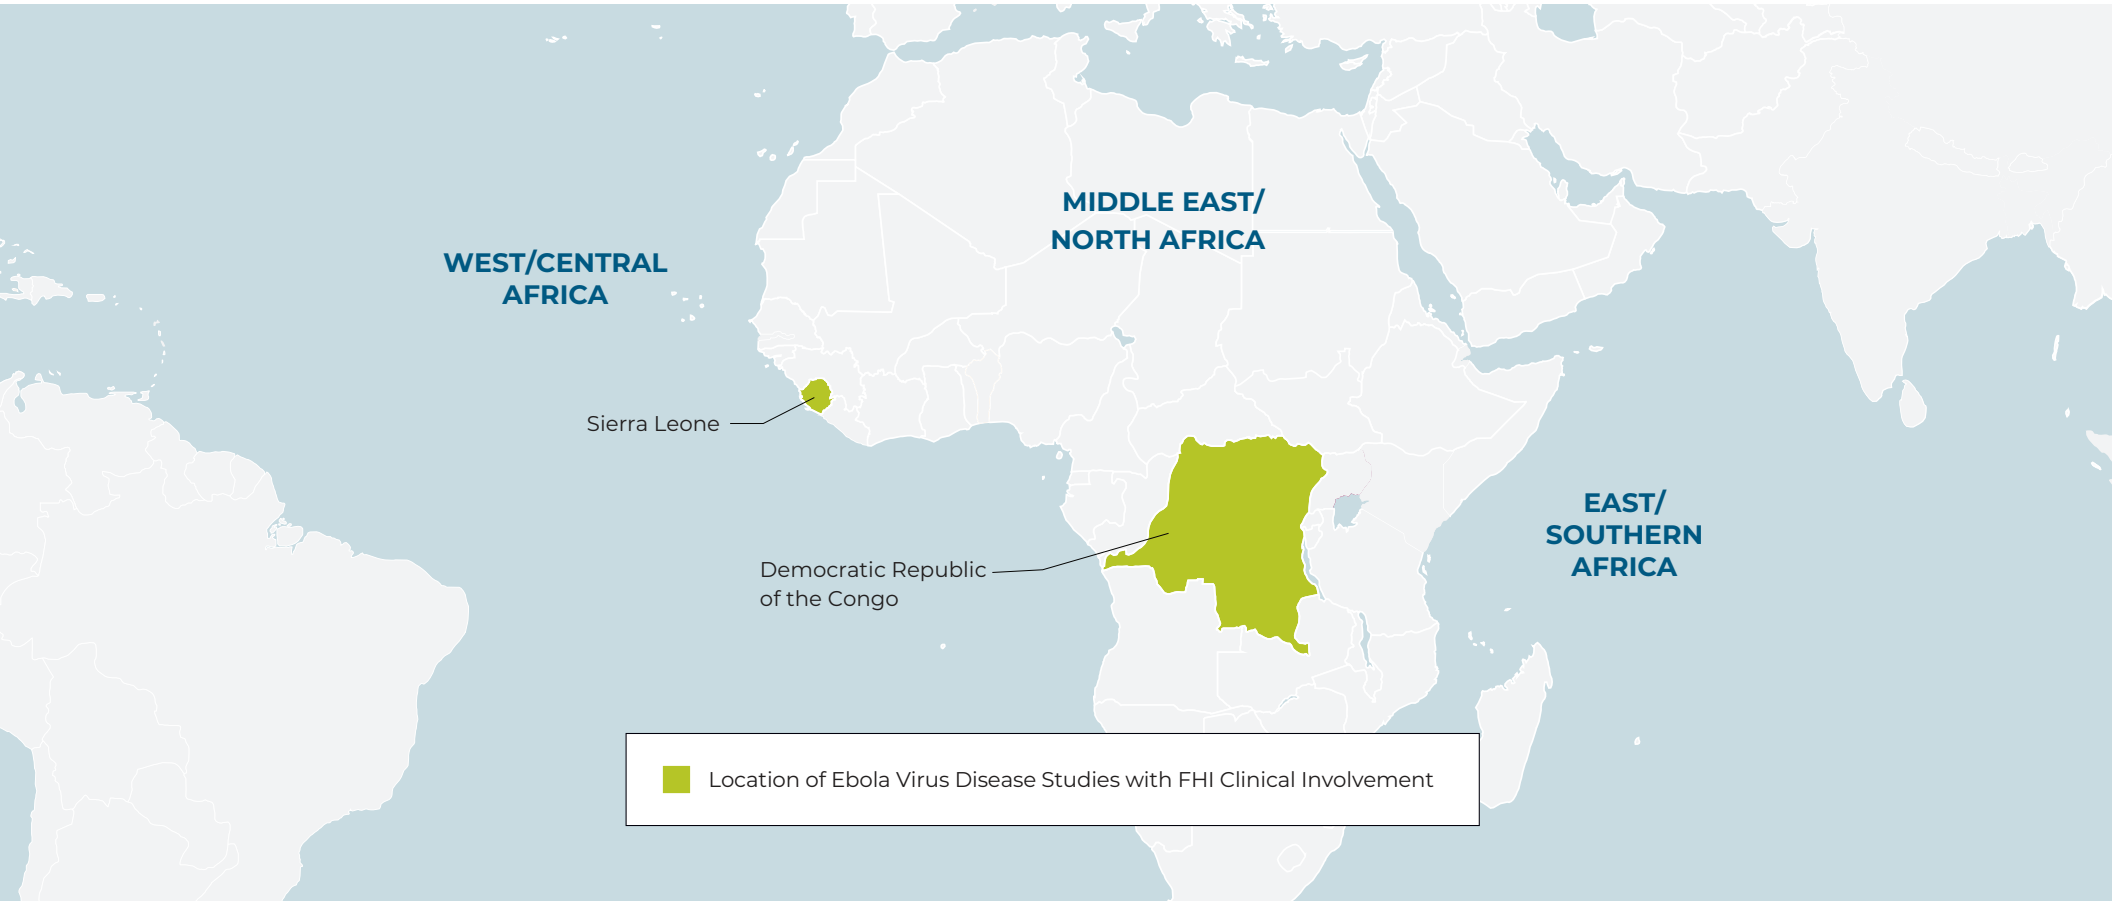 MIDDLE EAST/
NORTH AFRICA
WEST/CENTRAL
AFRICA
Sierra Leone
EAST/
SOUTHERN
AFRICA
Democratic Republic
of the Congo
Location of Ebola Virus Disease Studies with FHI Clinical Involvement